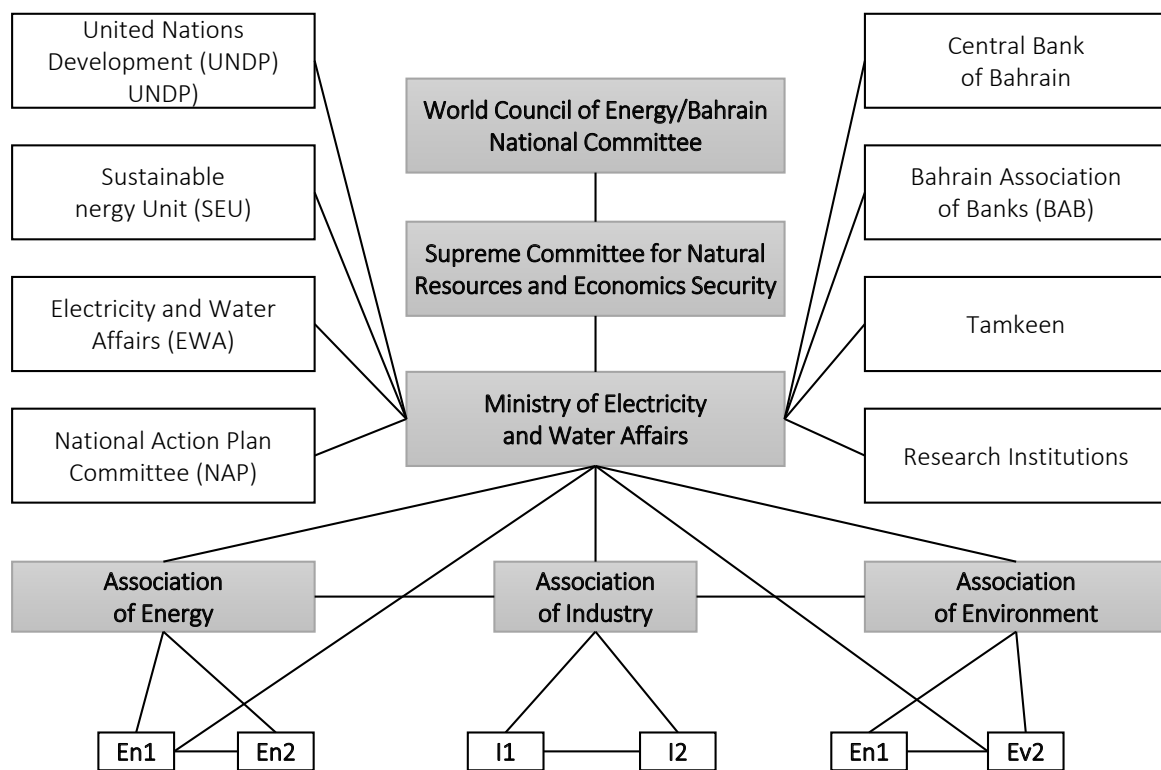 United Nations
Development (UNDP)
UNDP)
Sustainable
nergy Unit (SEU)
Electricity and Water
Affairs (EWA)
National Action Plan
Committee (NAP)
World Council of Energy/Bahrain
National Committee
Supreme Committee for Natural
Resources and Economics Security
Ministry of Electricity
and Water Affairs
Central Bank
of Bahrain
Bahrain Association
of Banks (BAB)
Tamkeen
Research Institutions
Association
of Energy
Association
of Industry
Association
of Environment
En1
En2
I1
I2
En1
Ev2